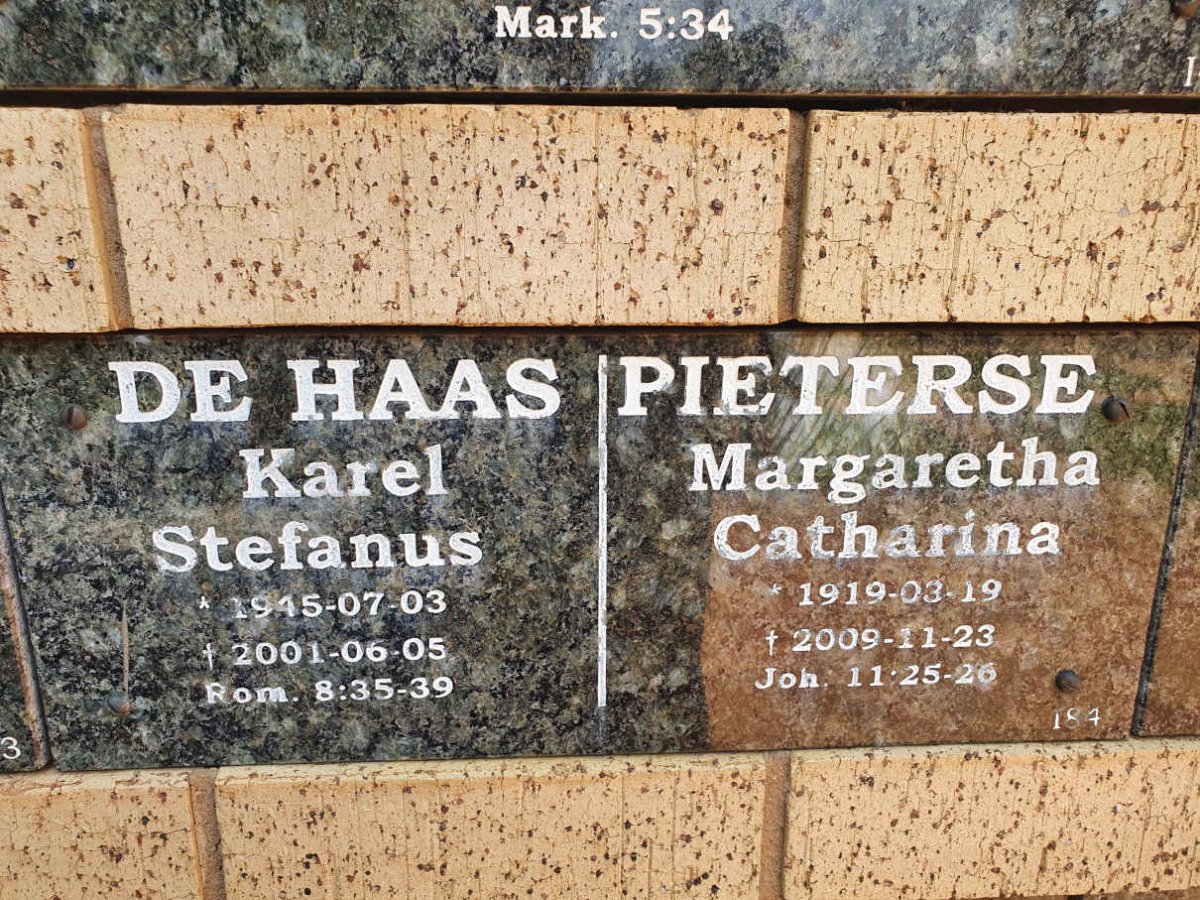 Mark. 5:34
DE HAAS
Karel
Stefanus
* 1945-07-03
† 2001-06-05
Rom. 8:35-39
PIETERSE
Margaretha
Catharina
* 1919-03-19
† 2009-11-23
Joh. 11:25-26
184
3